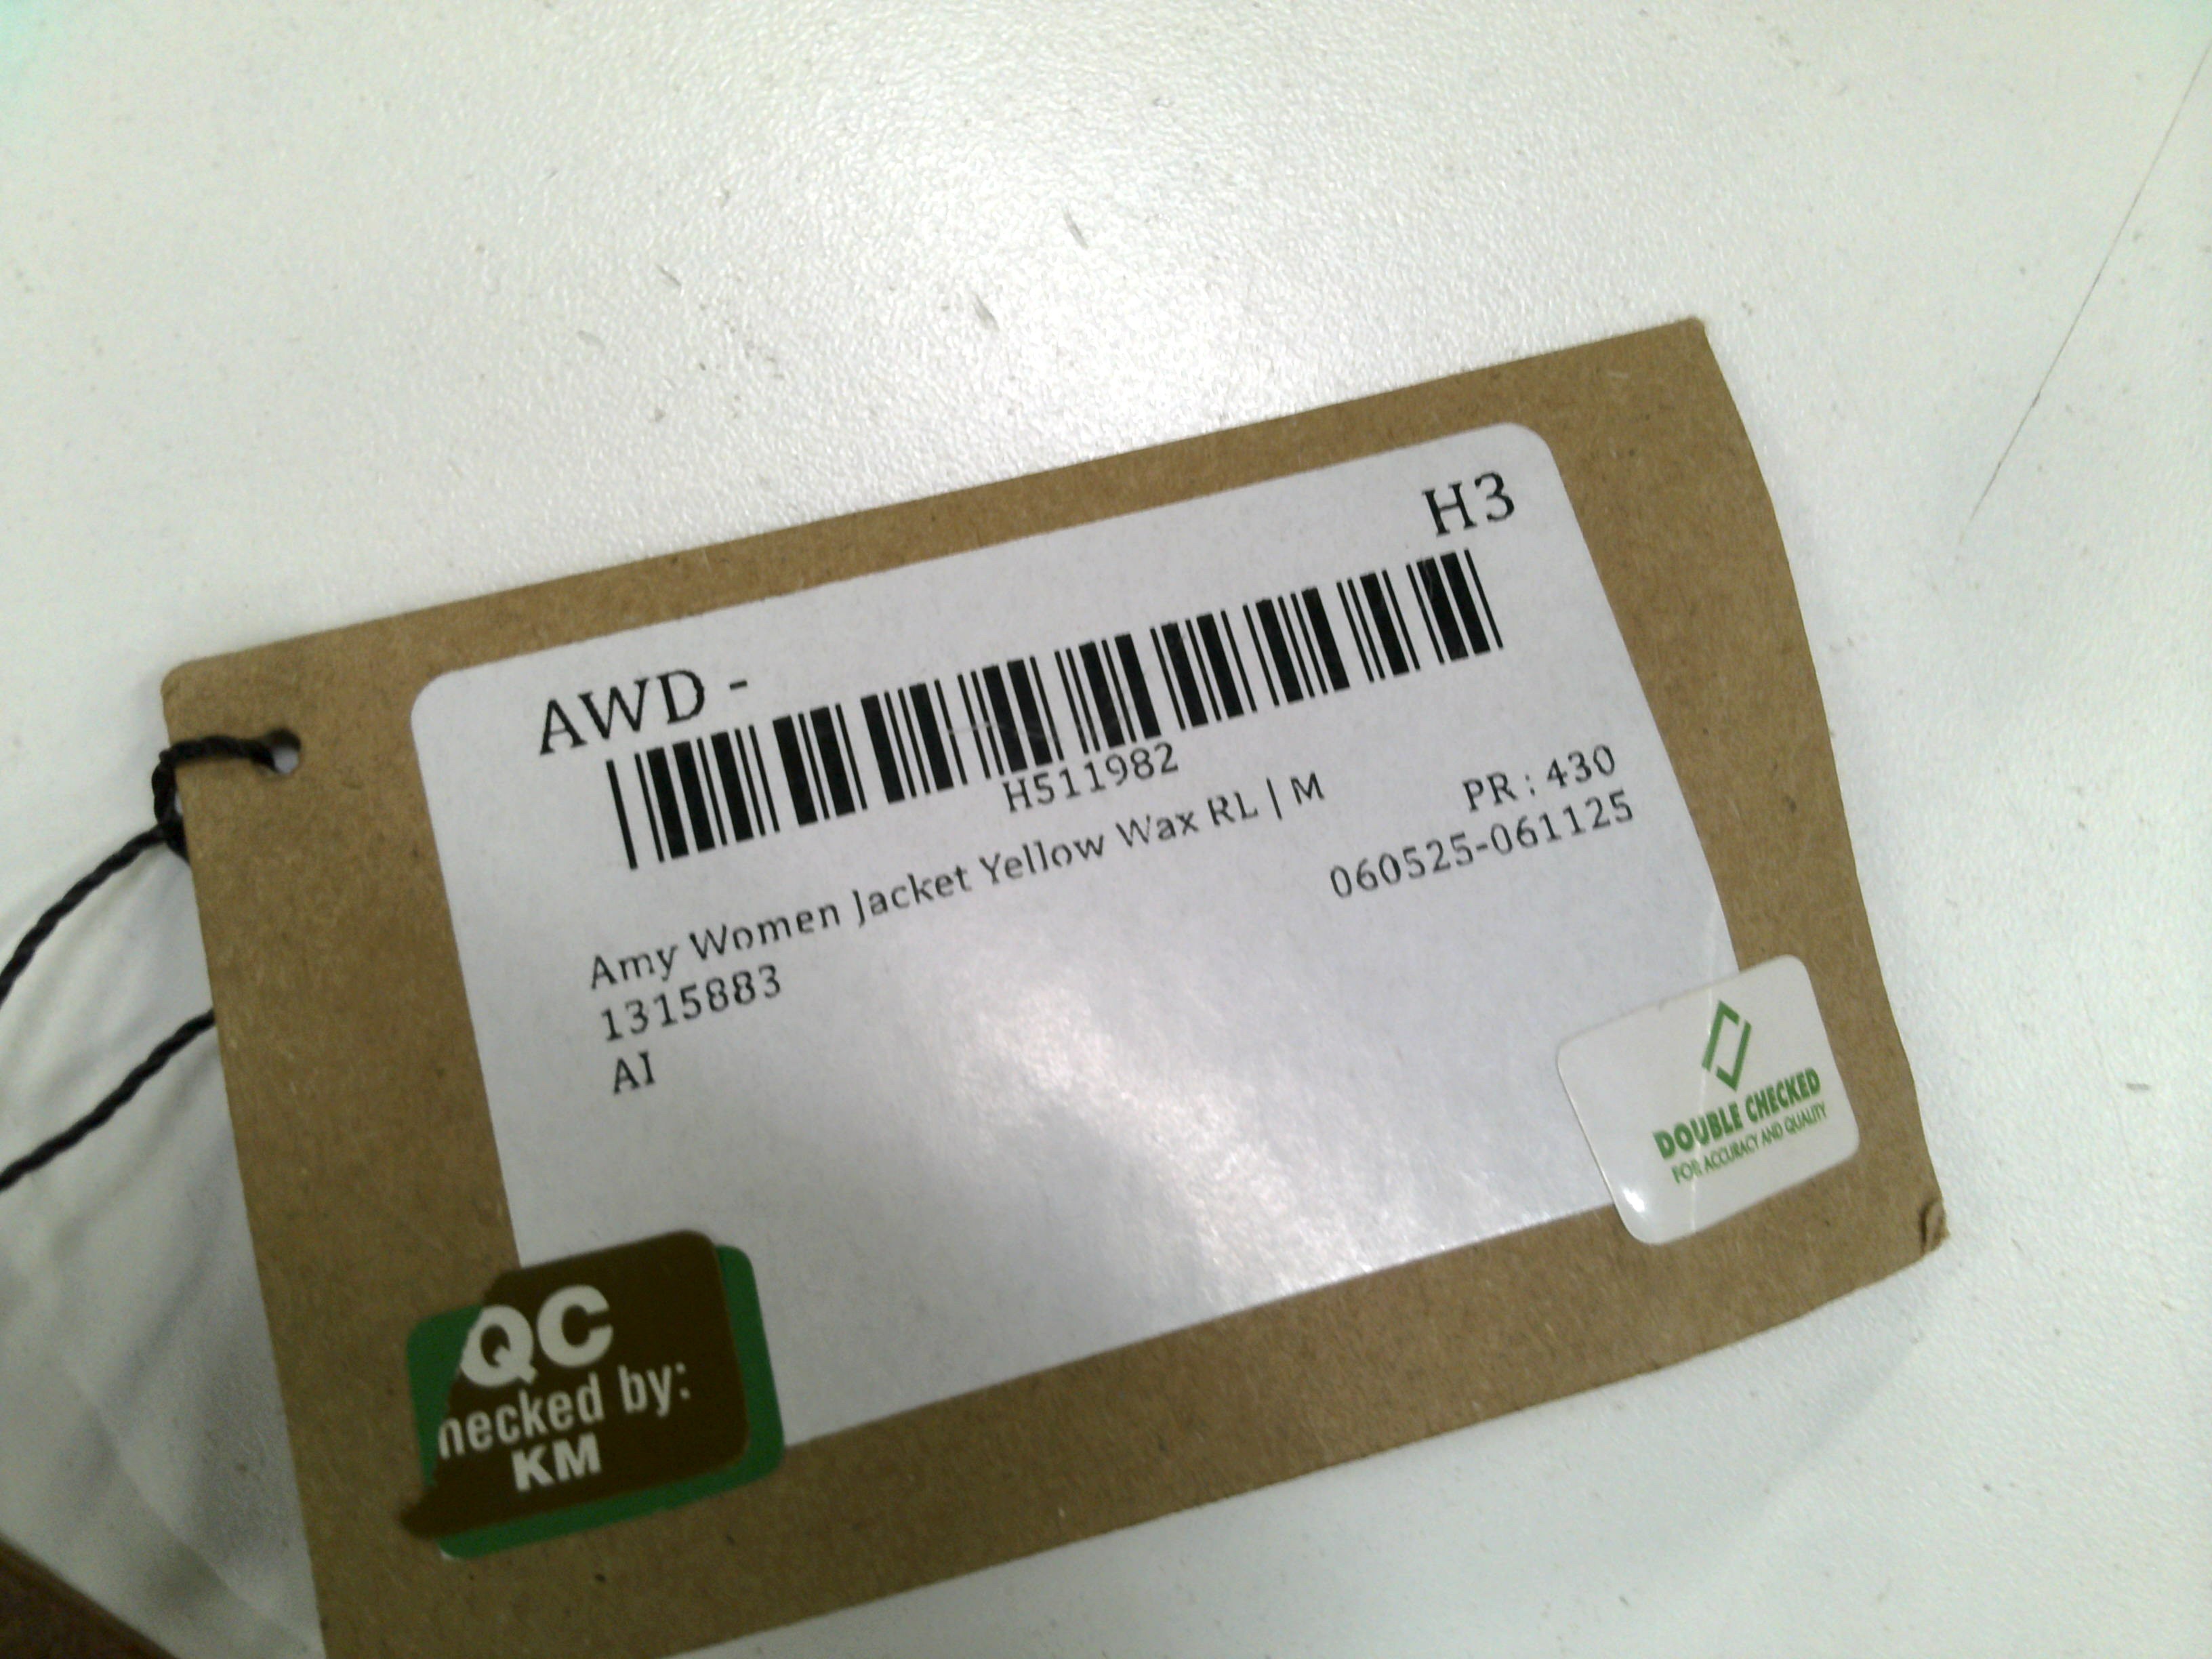 H3
AWD -
H511982
Amy Women Jacket Yellow Wax RL | M
PR : 430
1315883
060525-061125
AI
DOUBLE CHECKED
FOR ACCURACY AND QUALITY
QC
hecked by:
KM